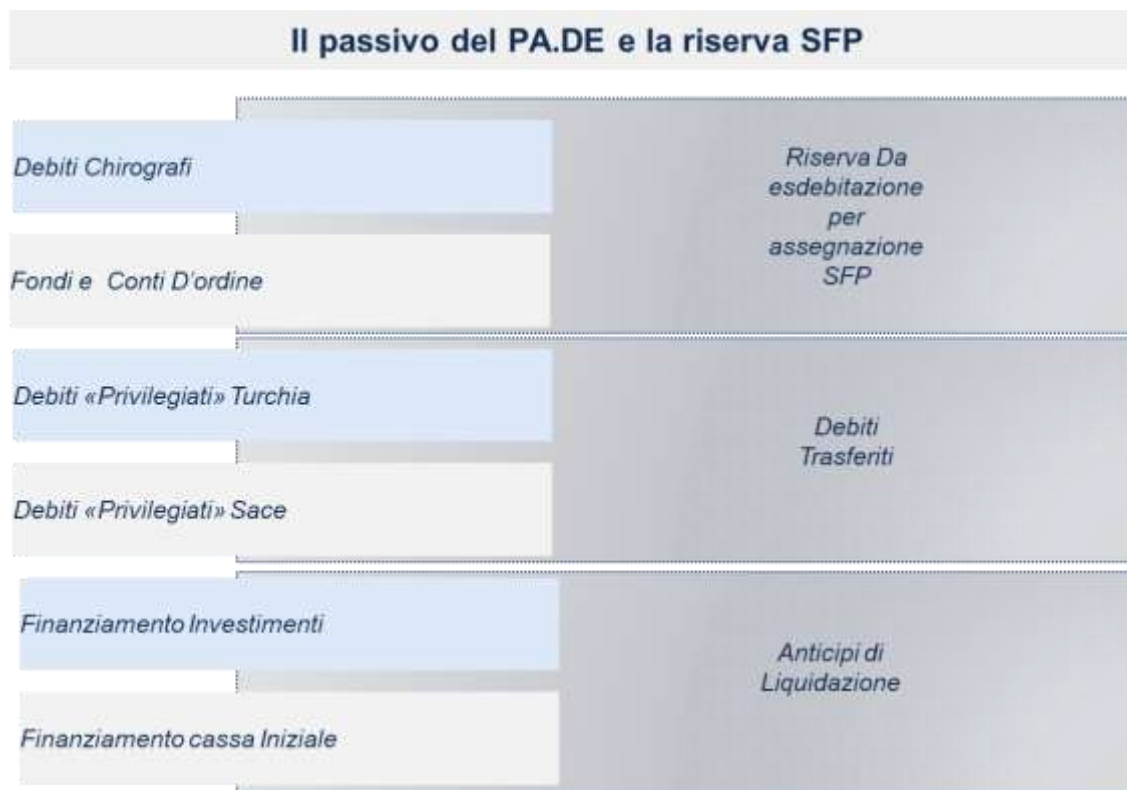 Il passivo del PA.DE e la riserva SFP
Debiti Chirografi
Fondi e Conti D'ordine
Riserva Da
esdebitazione
per
assegnazione
SFP
Debiti «Privilegiati» Turchia
Debiti «Privilegiati» Sace
Debiti
Trasferiti
Finanziamento Investimenti
Finanziamento cassa Iniziale
Anticipi di
Liquidazione